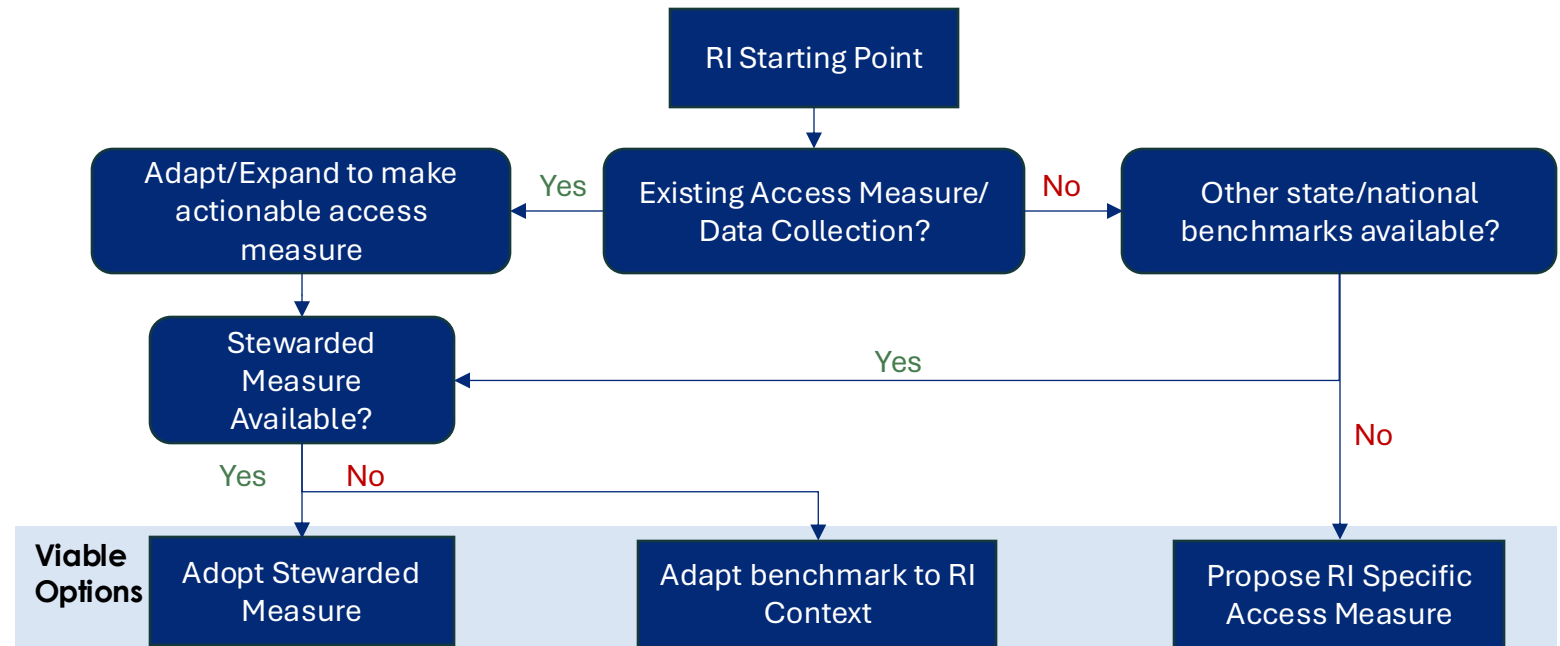 RI Starting Point
Adapt/Expand to make
actionable access
measure
Yes
Existing Access Measure/
Data Collection?
No
Other state/national
benchmarks available?
Stewarded
Measure
Available?
Yes
No
Yes
No
Viable
Options
Adopt Stewarded
Measure
Adapt benchmark to RI
Context
Propose RI Specific
Access Measure